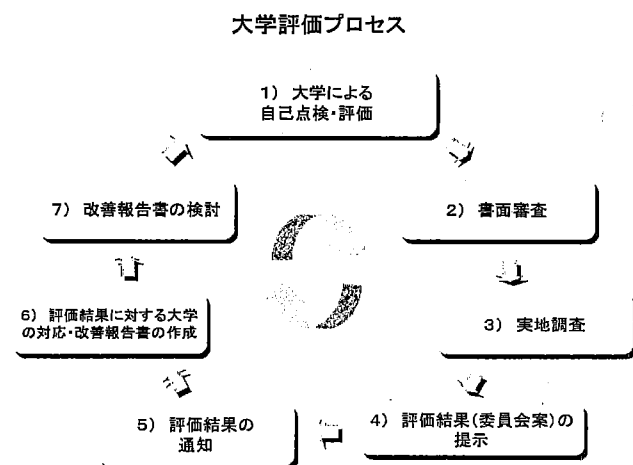 大学評価プロセス
1) 大学による
自己点検・評価
2) 書面審査
3) 実地調査
4) 評価結果(委員会案)の
提示
5) 評価結果の
通知
6) 評価結果に対する大学
の対応・改善報告書の作成
7) 改善報告書の検討